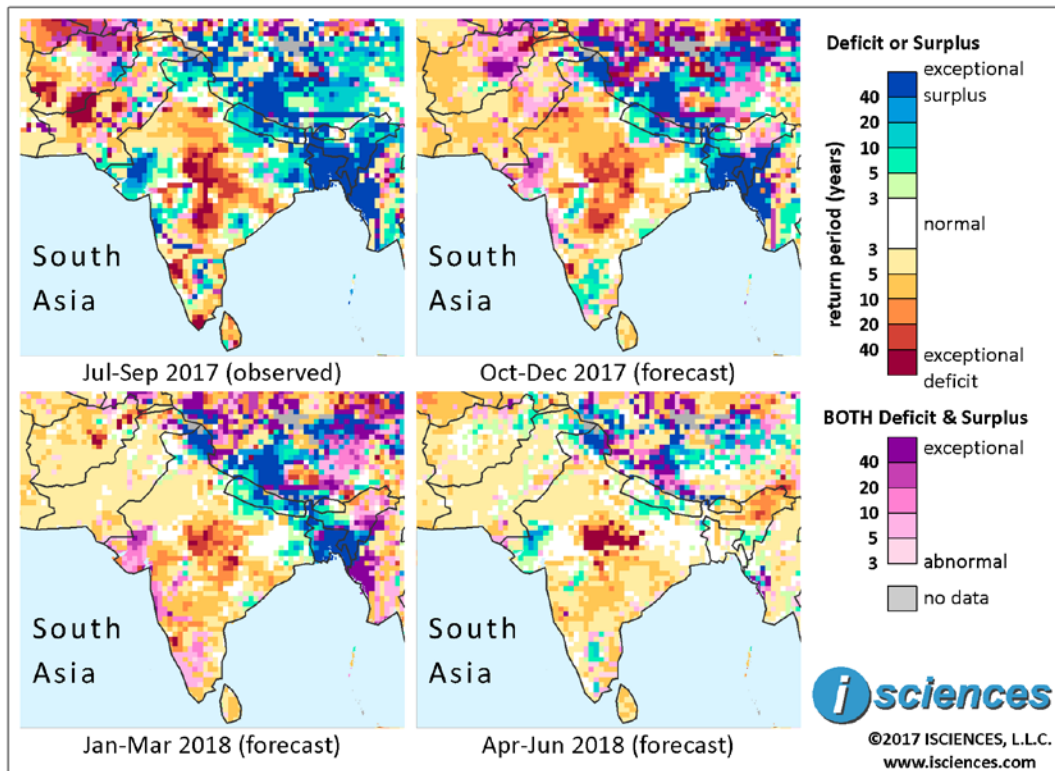 South
Asia
Jul-Sep 2017 (observed)
South
Asia
Oct-Dec 2017 (forecast)
South
Asia
Jan-Mar 2018 (forecast)
South
Asia
Apr-Jun 2018 (forecast)
Deficit or Surplus
exceptional
surplus
40
20
10
5
3
normal
3
5
10
20
40
exceptional
deficit
return period (years)
BOTH Deficit & Surplus
exceptional
40
20
10
5
3
abnormal
no data
i sciences
©2017 ISCIENCES, L.L.C.
www.isciences.com